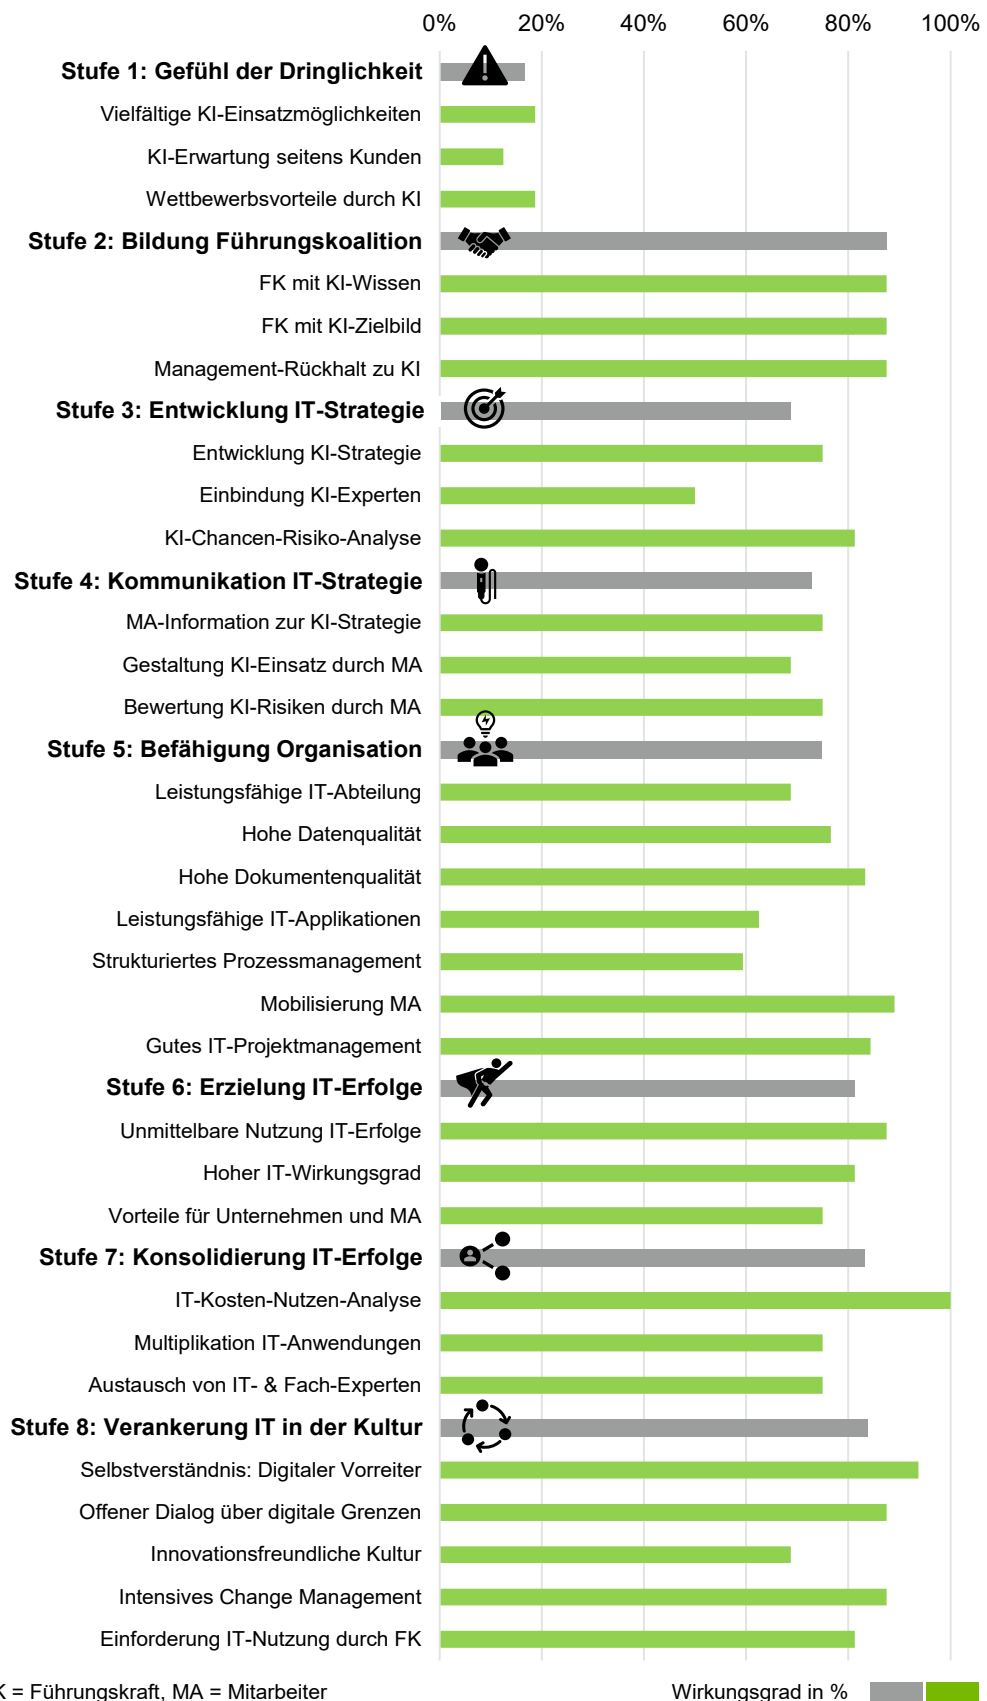 0% 20% 40% 60% 80% 100%
Stufe 1: Gefühl der Dringlichkeit
Vielfältige KI-Einsatzmöglichkeiten
KI-Erwartung seitens Kunden
Wettbewerbsvorteile durch KI
Stufe 2: Bildung Führungskoalition
FK mit KI-Wissen
FK mit KI-Zielbild
Management-Rückhalt zu KI
Stufe 3: Entwicklung IT-Strategie
Entwicklung KI-Strategie
Einbindung KI-Experten
KI-Chancen-Risiko-Analyse
Stufe 4: Kommunikation IT-Strategie
MA-Information zur KI-Strategie
Gestaltung KI-Einsatz durch MA
Bewertung KI-Risiken durch MA
Stufe 5: Befähigung Organisation
Leistungsfähige IT-Abteilung
Hohe Datenqualität
Hohe Dokumentenqualität
Leistungsfähige IT-Applikationen
Strukturiertes Prozessmanagement
Mobilisierung MA
Gutes IT-Projektmanagement
Stufe 6: Erzielung IT-Erfolge
Unmittelbare Nutzung IT-Erfolge
Hoher IT-Wirkungsgrad
Vorteile für Unternehmen und MA
Stufe 7: Konsolidierung IT-Erfolge
IT-Kosten-Nutzen-Analyse
Multiplikation IT-Anwendungen
Austausch von IT- & Fach-Experten
Stufe 8: Verankerung IT in der Kultur
Selbstverständnis: Digitaler Vorreiter
Offener Dialog über digitale Grenzen
Innovationsfreundliche Kultur
Intensives Change Management
Einforderung IT-Nutzung durch FK
K = Führungskraft, MA = Mitarbeiter Wirkungsgrad in %